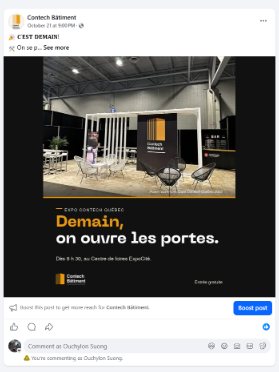 Contech Bâtiment
October 21 at 9:00 PM
🎉 C'EST DEMAIN!
🛠 On se p... See more
EXPO CONTECH QUÉBEC
Demain,
on ouvre les portes.
Dès 8 h 30, au Centre de foires ExpoCité.
Contech
Bâtiment
Entrée gratuite
Boost this post to get more reach for Contech Bâtiment.
Boost post
Comment as Duchylon Suong
You're commenting as Duchylon Suong.